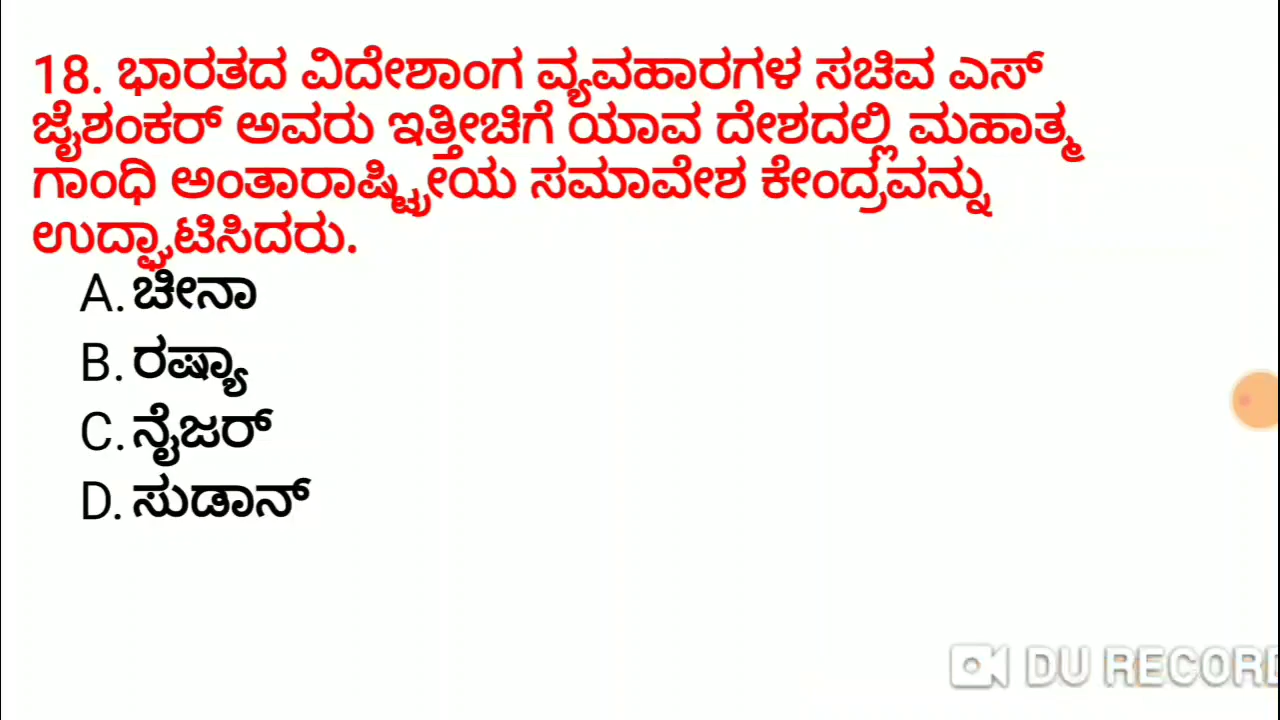 18. ಭಾರತದ ವಿದೇಶಾಂಗ ವ್ಯವಹಾರಗಳ ಸಚಿವ ಎಸ್
ಜೈಶಂಕರ್ ಅವರು ಇತ್ತೀಚಿಗೆ ಯಾವ ದೇಶದಲ್ಲಿ ಮಹಾತ್ಮ
ಗಾಂಧಿ ಅಂತಾರಾಷ್ಟ್ರೀಯ ಸಮಾವೇಶ ಕೇಂದ್ರವನ್ನು
ಉದ್ಘಾಟಿಸಿದರು.
A. ಚೀನಾ
B. ರಷ್ಯಾ
C. ನೈಜರ್
D. ಸುಡಾನ್
DU RECORD